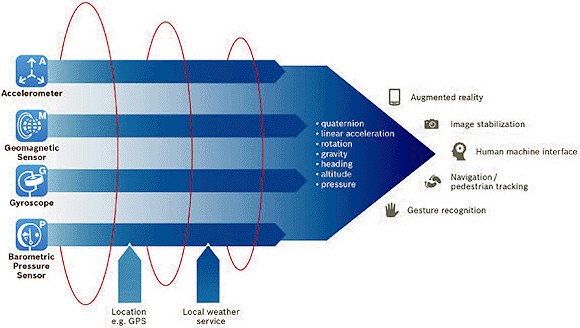 A
Accelerometer
M
Geomagnetic
Sensor
G
Gyroscope
P
Barometric
Pressure
Sensor
• quaternion
• linear acceleration
• rotation
• gravity
• heading
• altitude
• pressure
Augmented reality
Image stabilization
Human machine interface
Navigation/
pedestrian tracking
Gesture recognition
Location
e.g. GPS
Local weather
service